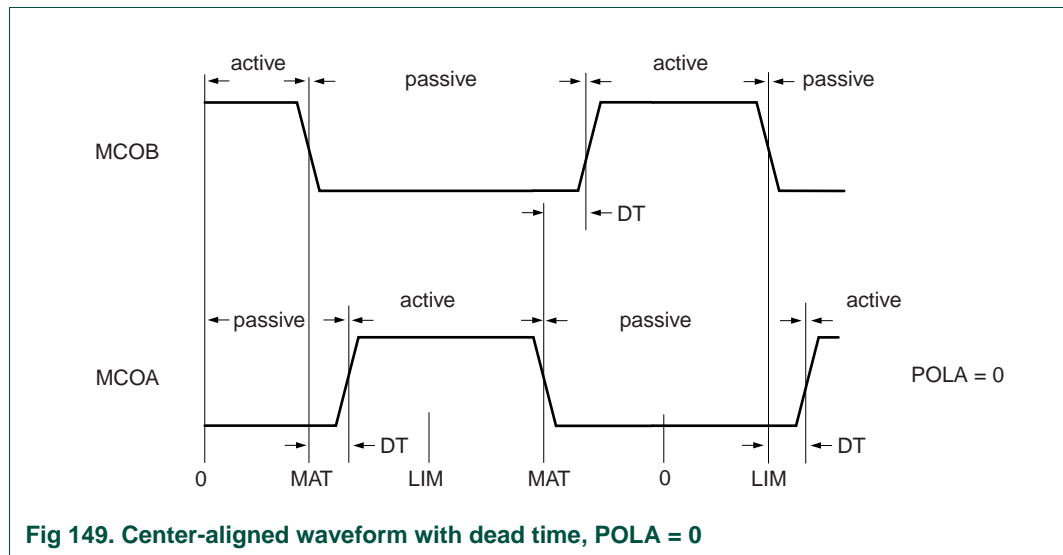 active
passive
active
passive
MCOB
DT
active
active
passive
passive
MCOA
POLA = 0
DT
DT
0
MAT
LIM
MAT
0
LIM
Fig 149. Center-aligned waveform with dead time, POLA = 0